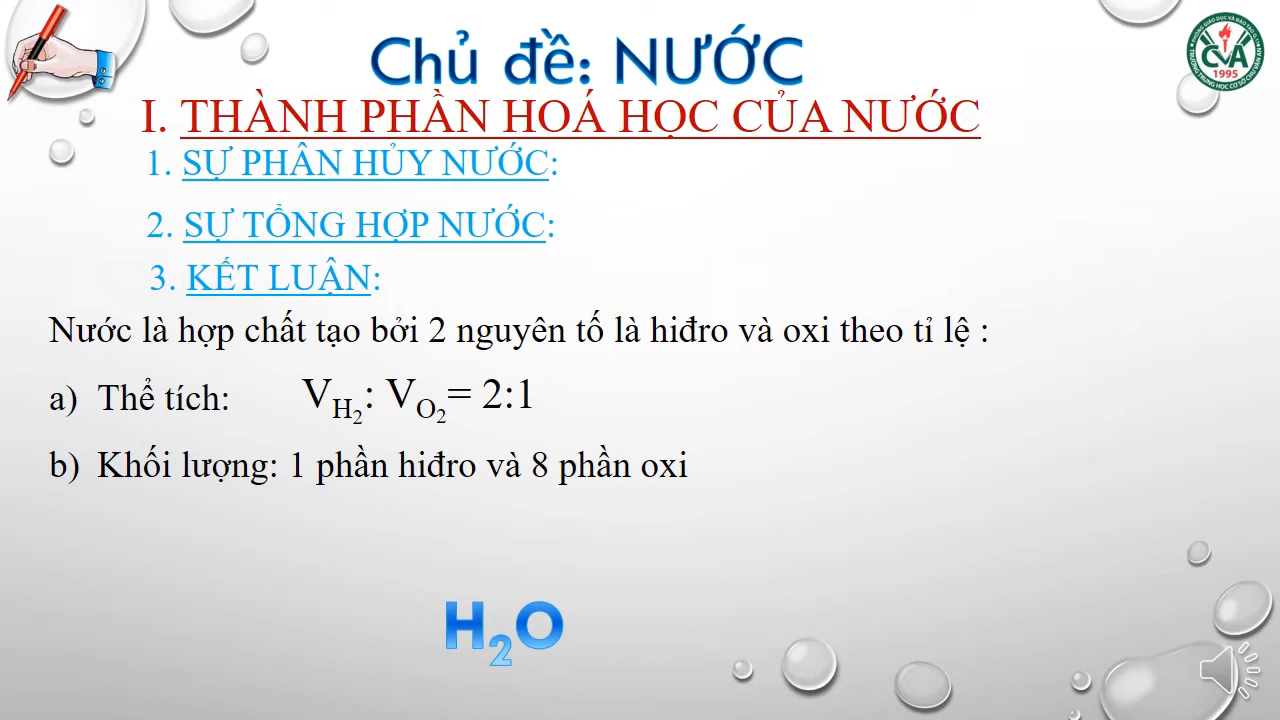 Chủ đề: NƯỚC
I. THÀNH PHẦN HOÁ HỌC CỦA NƯỚC
1. SỰ PHÂN HỦY NƯỚC:
2. SỰ TỔNG HỢP NƯỚC:
3. KẾT LUẬN:
Nước là hợp chất tạo bởi 2 nguyên tố là hiđro và oxi theo tỉ lệ :
a) Thể tích: V_H₂: V_O₂= 2:1
b) Khối lượng: 1 phần hiđro và 8 phần oxi
H₂O
CVA
1995